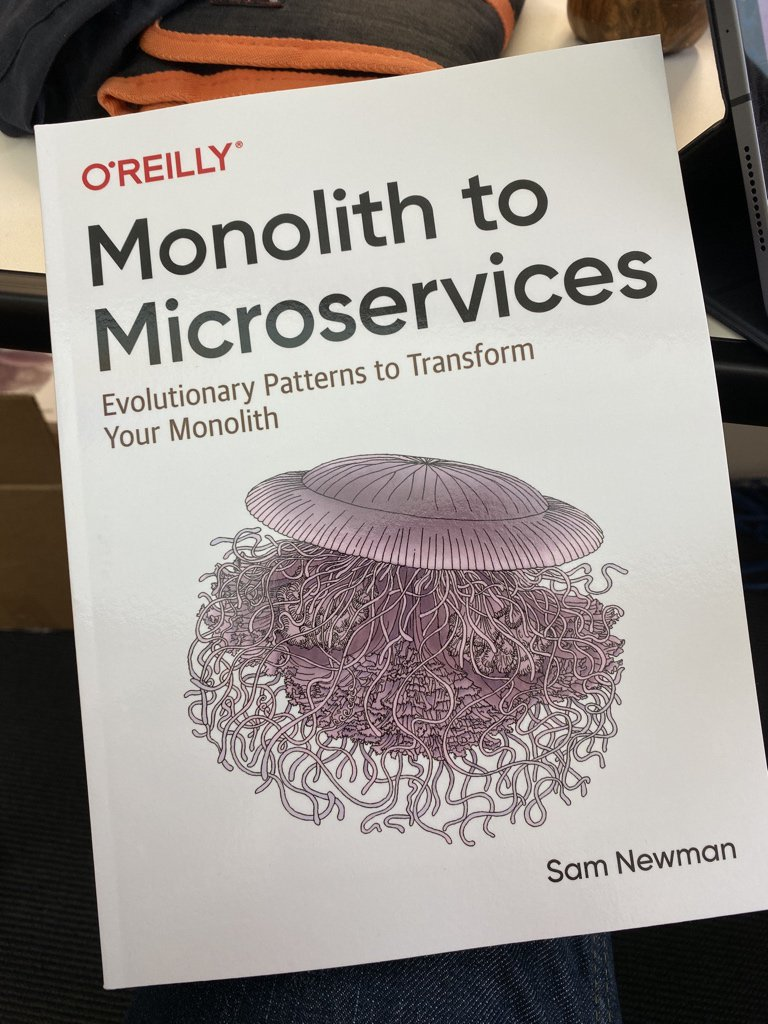 O'REILLY®
Monolith to
Microservices
Evolutionary Patterns to Transform
Your Monolith
Sam Newman